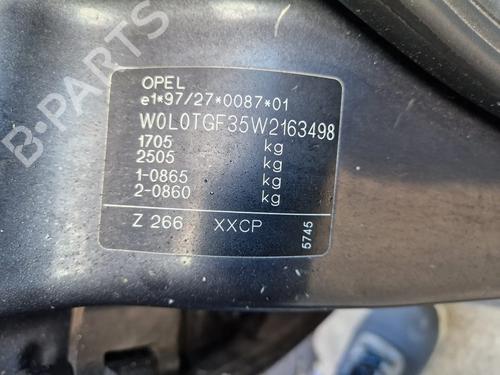 OPEL
e1*97/27*0087*01
W0L0TGF35W2163498
1705 kg
2505 kg
1-0865 kg
2-0860 kg
Z 266 XXCP
5745
B-PARTS